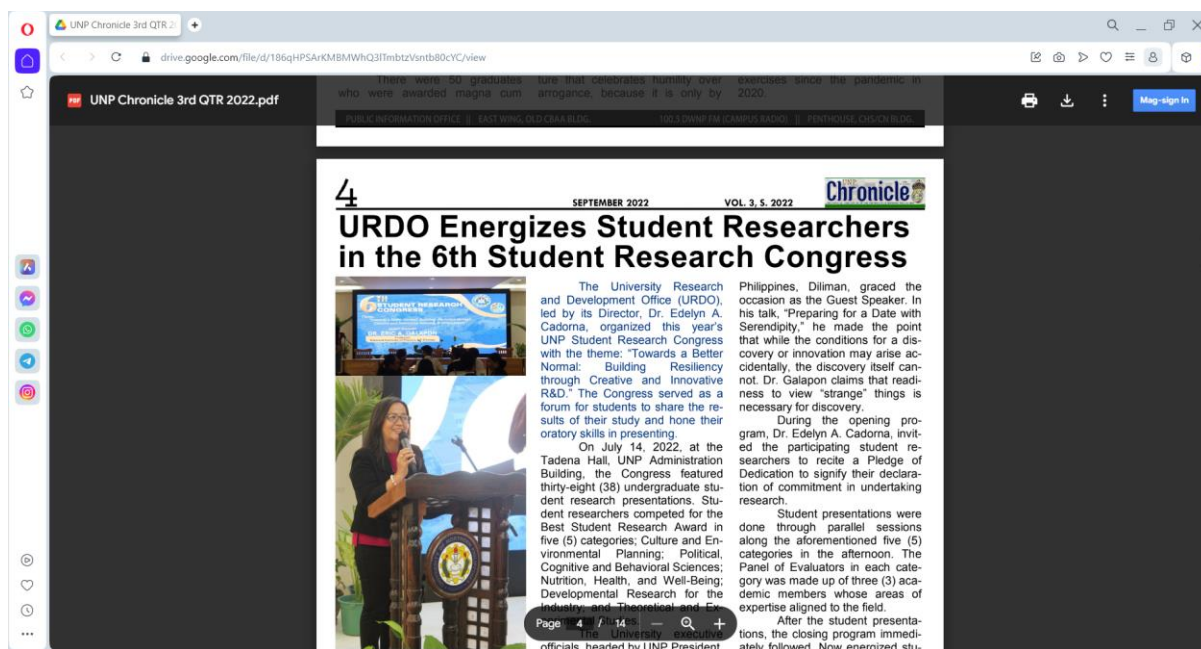 UNP Chronicle 3rd QTR 2
drive.google.com/file/d/186qHPSArKMBMWhQ3lTmbtzVsntb80cYC/view
UNP Chronicle 3rd QTR 2022.pdf
Mag-sign In
There were 50 graduates
who were awarded magna cum
ture that celebrates humility over
arrogance, because it is only by
exercises since the pandemic in
2020.
PUBLIC INFORMATION OFFICE || EAST WING, OLD CBAA BLDG.
100.5 DWNP FM (CAMPUS RADIO) || PENTHOUSE, CHS/CN BLDG.
4
SEPTEMBER 2022
VOL. 3, S. 2022
UNP
Chronicle
URDO Energizes Student Researchers
in the 6th Student Research Congress
6TH
STUDENT RESEARCH
CONGRESS
DR. ERIC A. GALAPON
The University Research
and Development Office (URDO),
led by its Director, Dr. Edelyn A.
Cadorna, organized this year's
UNP Student Research Congress
with the theme: “Towards a Better
Normal: Building Resiliency
through Creative and Innovative
R&D.” The Congress served as a
forum for students to share the re-
sults of their study and hone their
oratory skills in presenting.
On July 14, 2022, at the
Tadena Hall, UNP Administration
Building, the Congress featured
thirty-eight (38) undergraduate stu-
dent research presentations. Stu-
dent researchers competed for the
Best Student Research Award in
five (5) categories; Culture and En-
vironmental Planning; Political,
Cognitive and Behavioral Sciences;
Nutrition, Health, and Well-Being;
Developmental Research for the
Industry; and Theoretical and Ex-
The University executive
officials, headed by UNP President,
Philippines, Diliman, graced the
occasion as the Guest Speaker. In
his talk, “Preparing for a Date with
Serendipity,” he made the point
that while the conditions for a dis-
covery or innovation may arise ac-
cidentally, the discovery itself can-
not. Dr. Galapon claims that readi-
ness to view “strange” things is
necessary for discovery.
During the opening pro-
gram, Dr. Edelyn A. Cadorna, invit-
ed the participating student re-
searchers to recite a Pledge of
Dedication to signify their declara-
tion of commitment in undertaking
research.
Student presentations were
done through parallel sessions
along the aforementioned five (5)
categories in the afternoon. The
Panel of Evaluators in each cate-
gory was made up of three (3) aca-
demic members whose areas of
expertise aligned to the field.
After the student presenta-
tions, the closing program immedi-
ately followed. Now energized stu-
Page 4 / 14